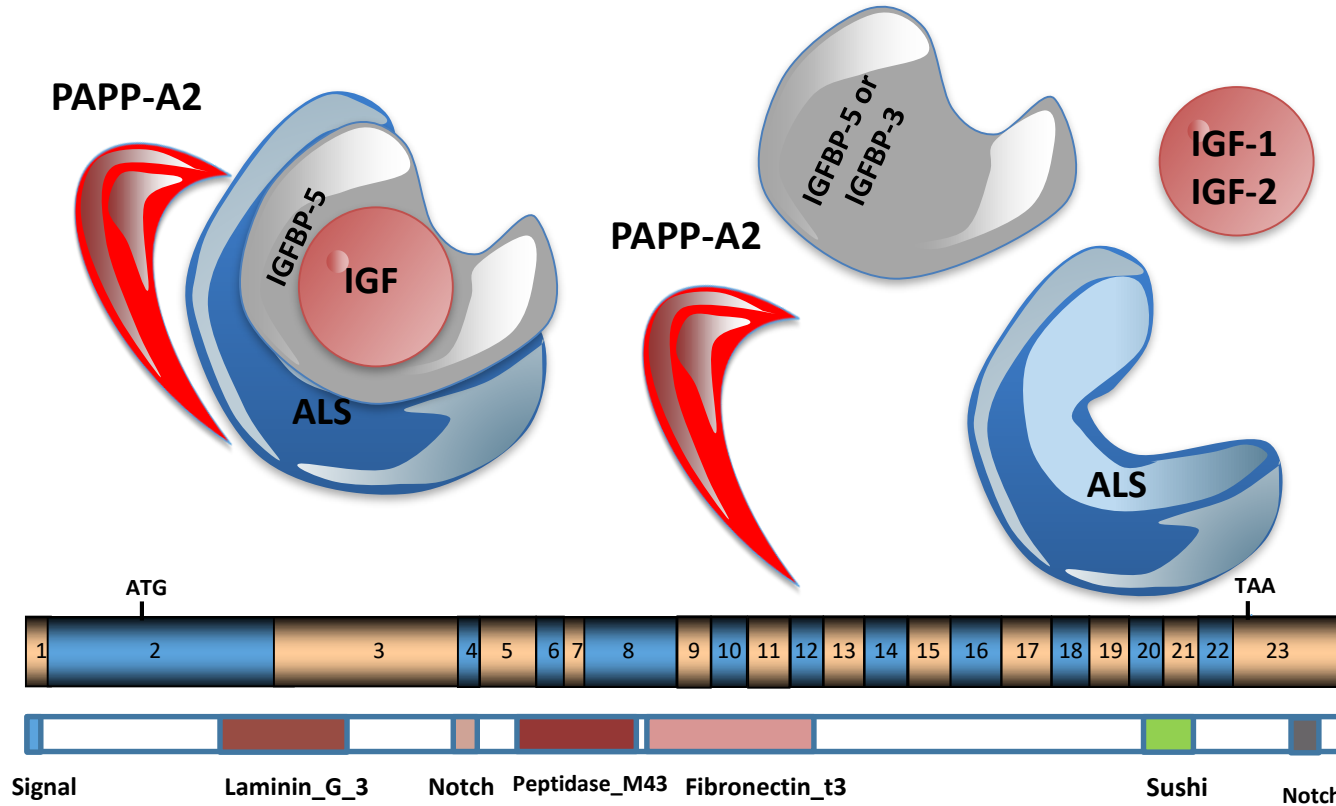 PAPP-A2
IGFBP-5
IGF
ALS
PAPP-A2
IGFBP-5 or
IGFBP-3
IGF-1
IGF-2
ALS
ATG
TAA
1 2 3 4 5 6 7 8 9 10 11 12 13 14 15 16 17 18 19 20 21 22 23
Signal Laminin_G_3 Notch Peptidase_M43 Fibronectin_t3 Sushi Notch